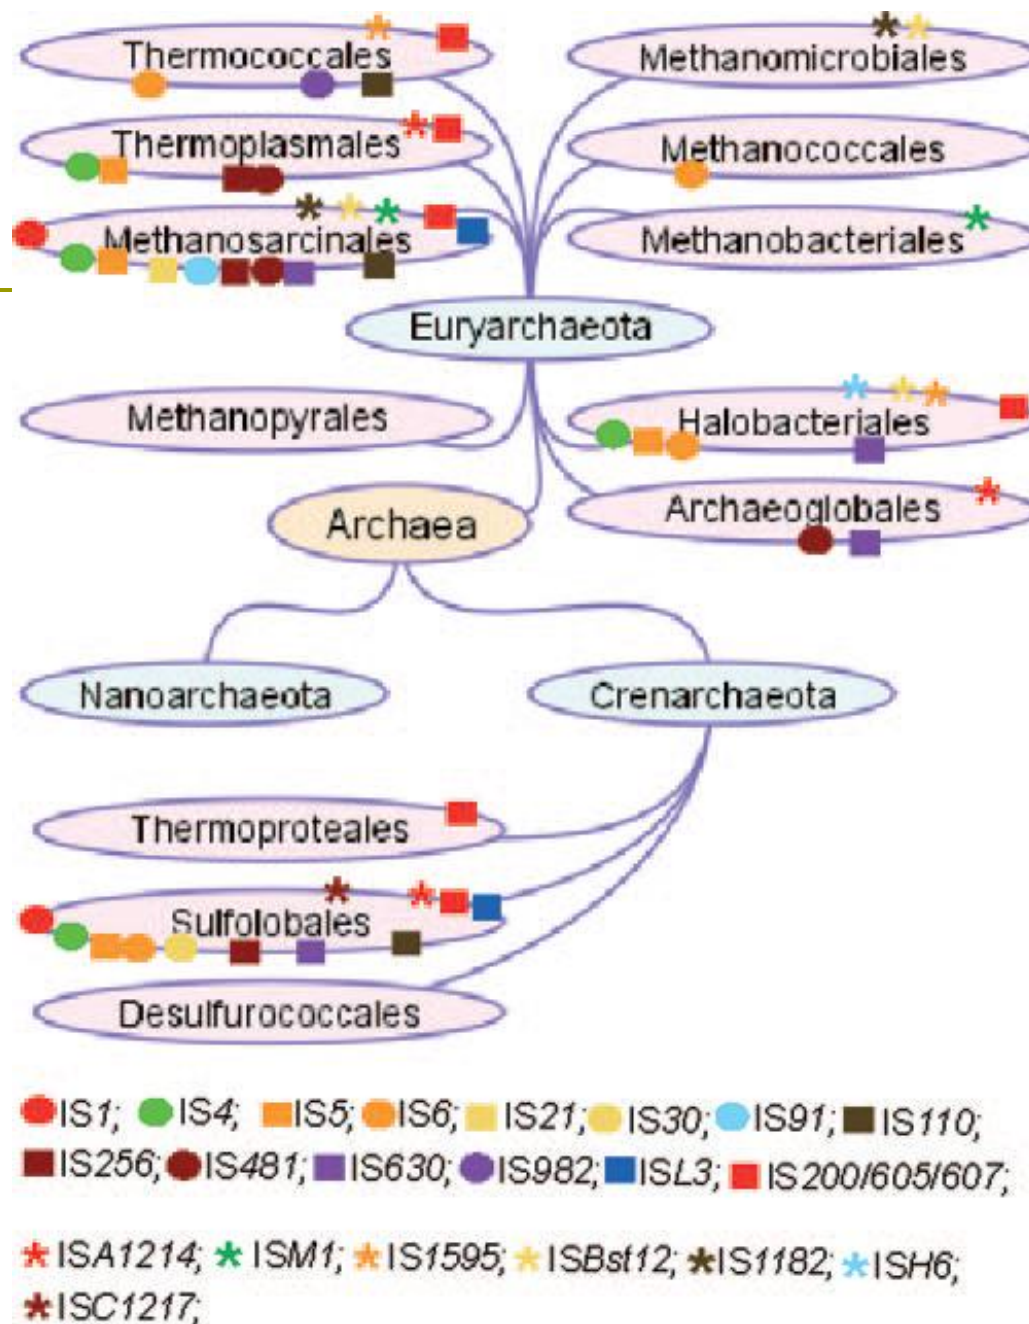 Thermococcales
Methanomicrobiales
Thermoplasmales
Methanococcales
Methanosarcinales
Methanobacteriales
Euryarchaeota
Methanopyrales
Halobacteriales
Archaeoglobales
Archaea
Nanoarchaeota
Crenarchaeota
Thermoproteales
Sulfolobales
Desulfurococcales
IS1; IS4; IS5; IS6; IS21; IS30; IS91; IS110;
IS256; IS481; IS630; IS982; ISL3; IS200/605/607;
ISA1214; ISM1; IS1595; ISBst12; IS1182; ISH6;
ISC1217;